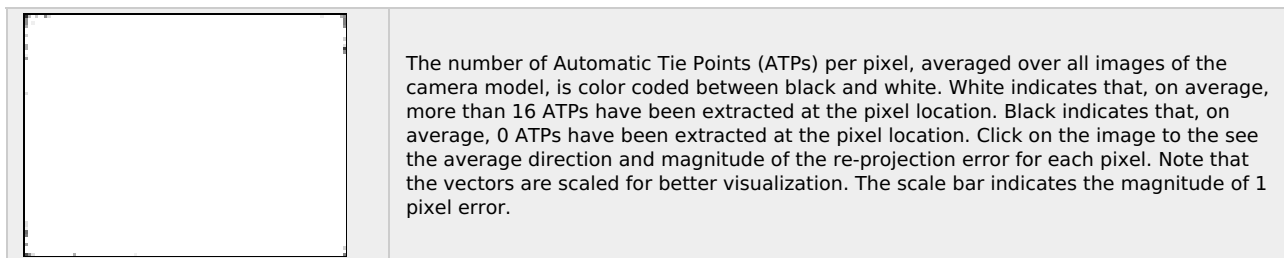 The number of Automatic Tie Points (ATPs) per pixel, averaged over all images of the
camera model, is color coded between black and white. White indicates that, on average,
more than 16 ATPs have been extracted at the pixel location. Black indicates that, on
average, 0 ATPs have been extracted at the pixel location. Click on the image to the see
the average direction and magnitude of the re-projection error for each pixel. Note that
the vectors are scaled for better visualization. The scale bar indicates the magnitude of 1
pixel error.